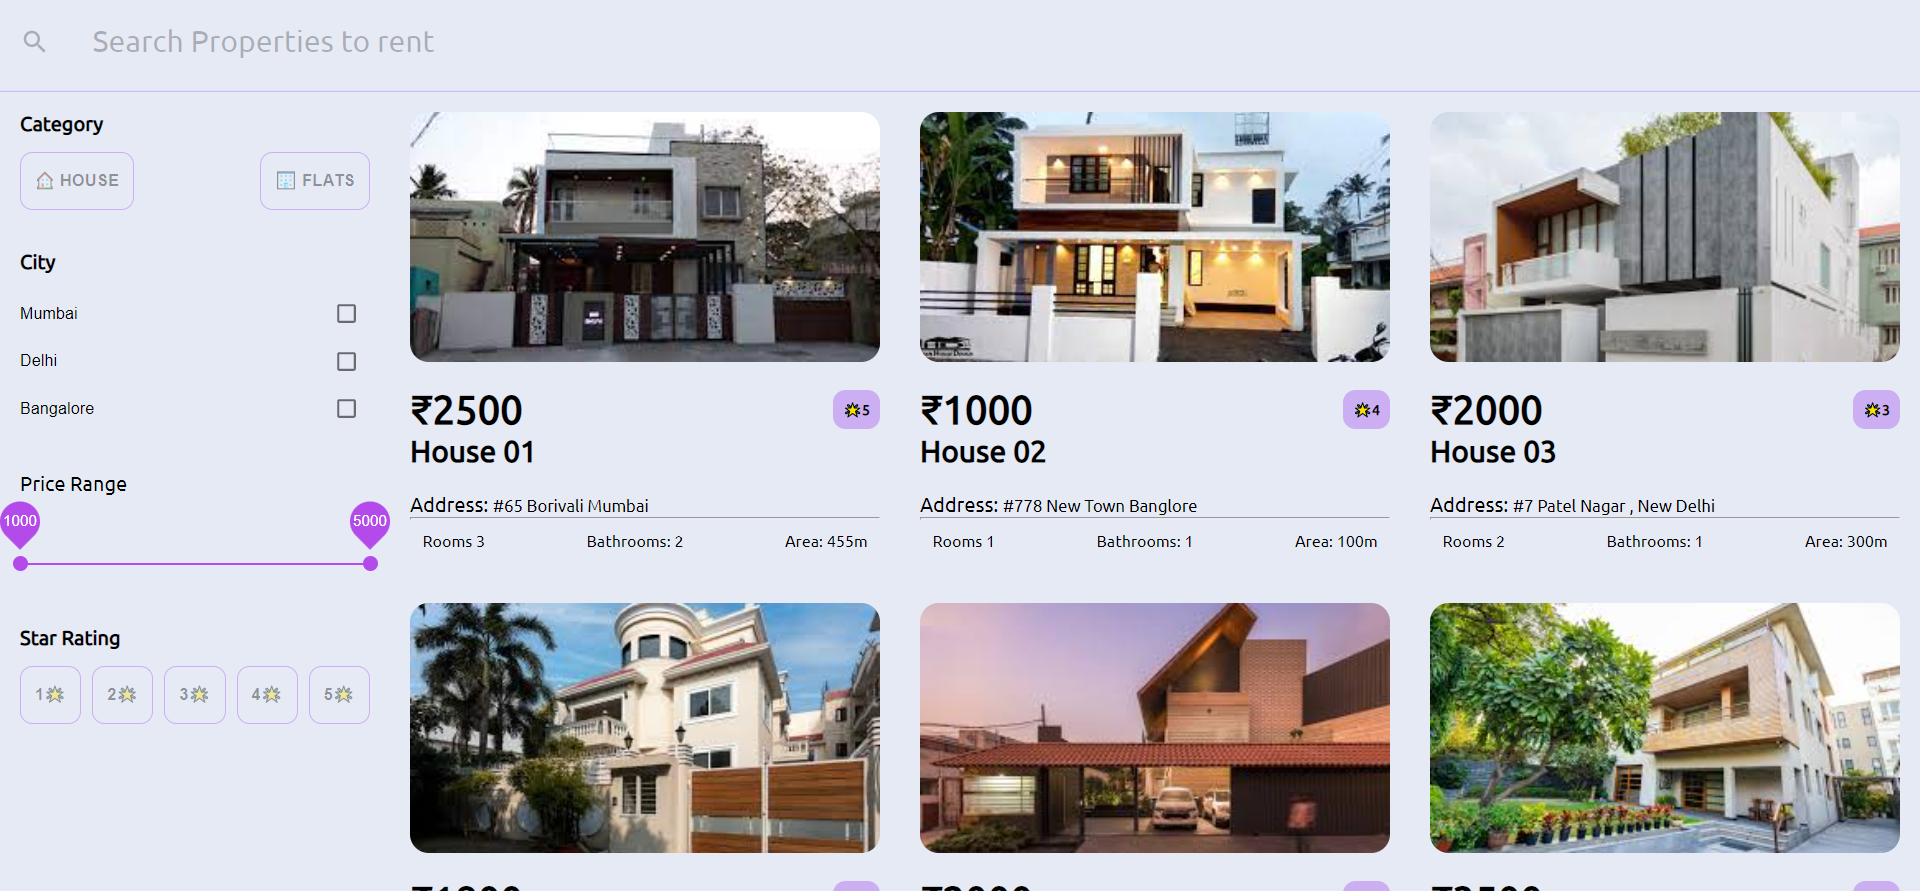 Search Properties to rent
Category
HOUSE
FLATS
City
Mumbai
Delhi
Bangalore
Price Range
1000
5000
Star Rating
1
2
3
4
5
₹2500
5
House 01
Address: #65 Borivali Mumbai
Rooms 3
Bathrooms: 2
Area: 455m
₹1000
4
House 02
Address: #778 New Town Banglore
Rooms 1
Bathrooms: 1
Area: 100m
₹2000
3
House 03
Address: #7 Patel Nagar , New Delhi
Rooms 2
Bathrooms: 1
Area: 300m